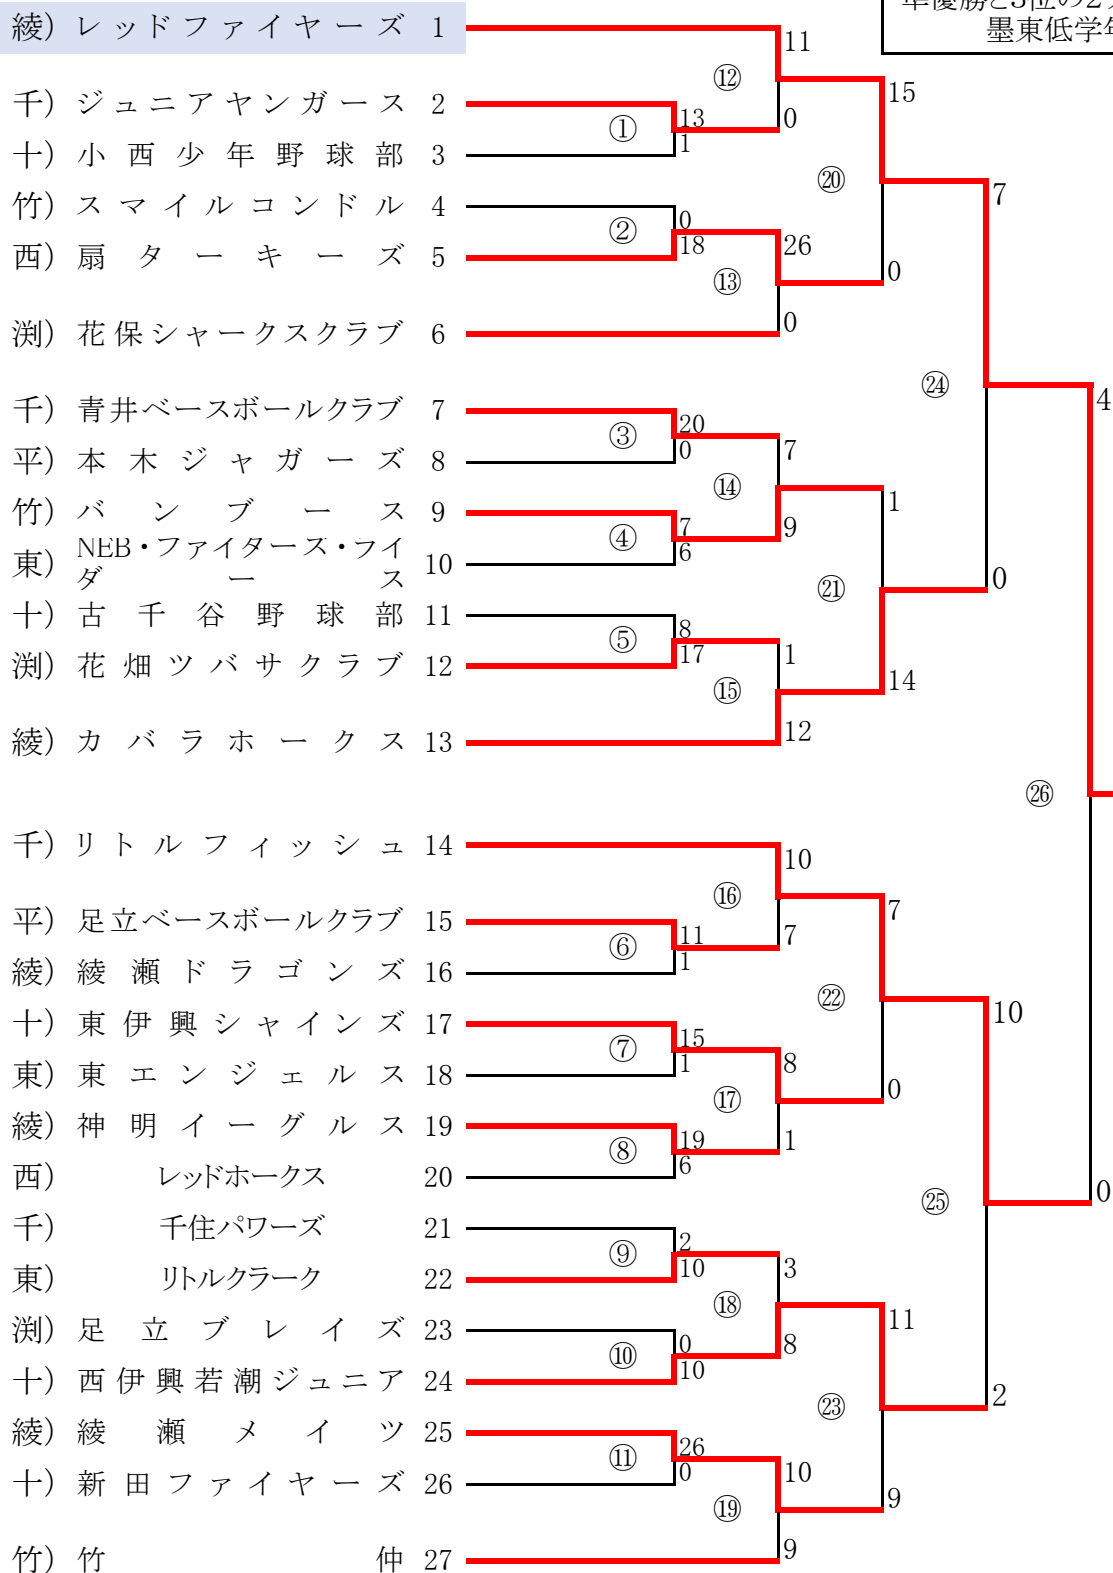 綾) レッドファイヤーズ 1
墨東低学年
11
⑫
15
千) ジュニアヤンガース 2
13
0
①
十) 小西少年野球部 3
1
⑳
7
竹) スマイルコンドル 4
0
②
西) 扇ターキーズ 5
18
26
0
⑬
渕) 花保シャークスクラブ 6
0
㉔
4
千) 青井ベースボールクラブ 7
20
③
7
平) 本木ジャガーズ 8
0
⑭
1
竹) バンブース 9
7
9
④
東) NEB・ファイターズ・フイ
ダース 10
6
0
㉑
十) 古千谷野球部 11
8
⑤
1
渕) 花畑ツバサクラブ 12
17
14
⑮
綾) カバラホークス 13
12
㉖
千) リトルフィッシュ 14
10
⑯
7
平) 足立ベースボールクラブ 15
11
7
⑥
綾) 綾瀬ドラゴンズ 16
1
㉒
10
十) 東伊興シャインズ 17
15
⑦
8
東) 東エンジェルス 18
1
0
⑰
綾) 神明イーグルス 19
19
1
⑧
西) レッドホークス 20
6
0
㉕
千) 千住パワーズ 21
2
⑨
3
東) リトルクラーク 22
10
⑱
11
渕) 足立ブレイズ 23
0
8
⑩
十) 西伊興若潮ジュニア 24
10
2
㉓
綾) 綾瀬メイツ 25
26
⑪
10
十) 新田ファイヤーズ 26
0
9
⑲
竹) 竹仲 27
9